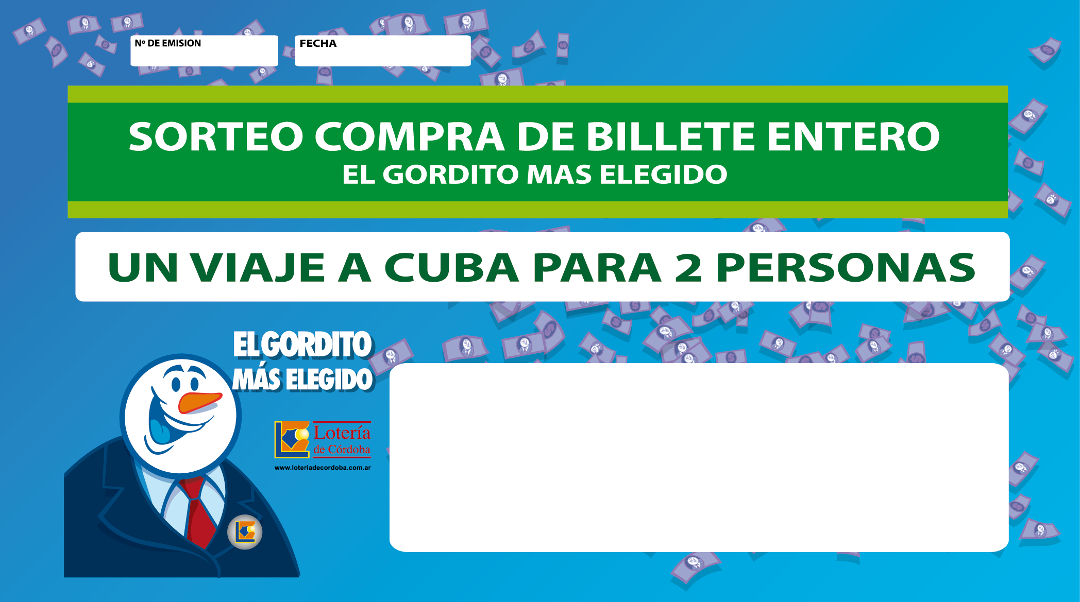 Nº DE EMISION
FECHA
SORTEO COMPRA DE BILLETE ENTERO
EL GORDITO MAS ELEGIDO
UN VIAJE A CUBA PARA 2 PERSONAS
EL GORDITO
MÁS ELEGIDO
Lotería
de Córdoba
www.loteriadecordoba.com.ar